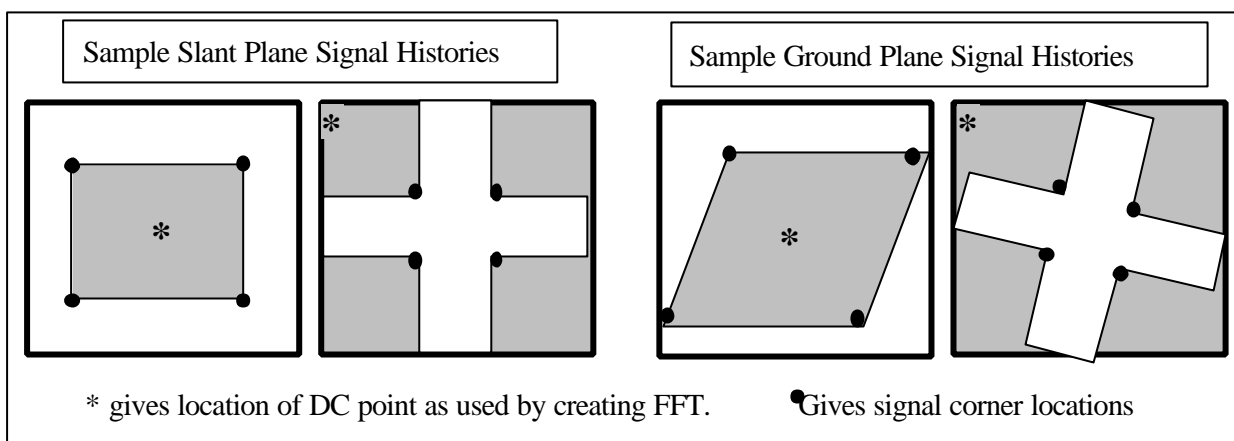 Sample Slant Plane Signal Histories
Sample Ground Plane Signal Histories
*
*
*
*
* gives location of DC point as used by creating FFT.
Gives signal corner locations